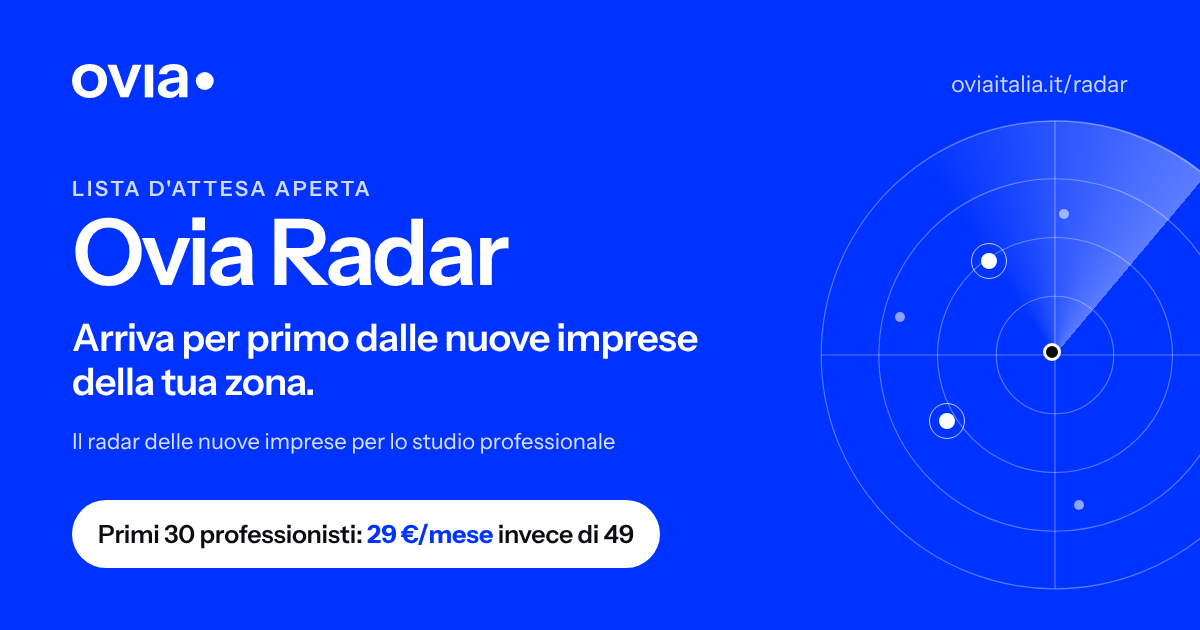 ovia
oviaitalia.it/radar
LISTA D'ATTESA APERTA
Ovia Radar
Arriva per primo dalle nuove imprese
della tua zona.
Il radar delle nuove imprese per lo studio professionale
Primi 30 professionisti: 29 €/mese invece di 49